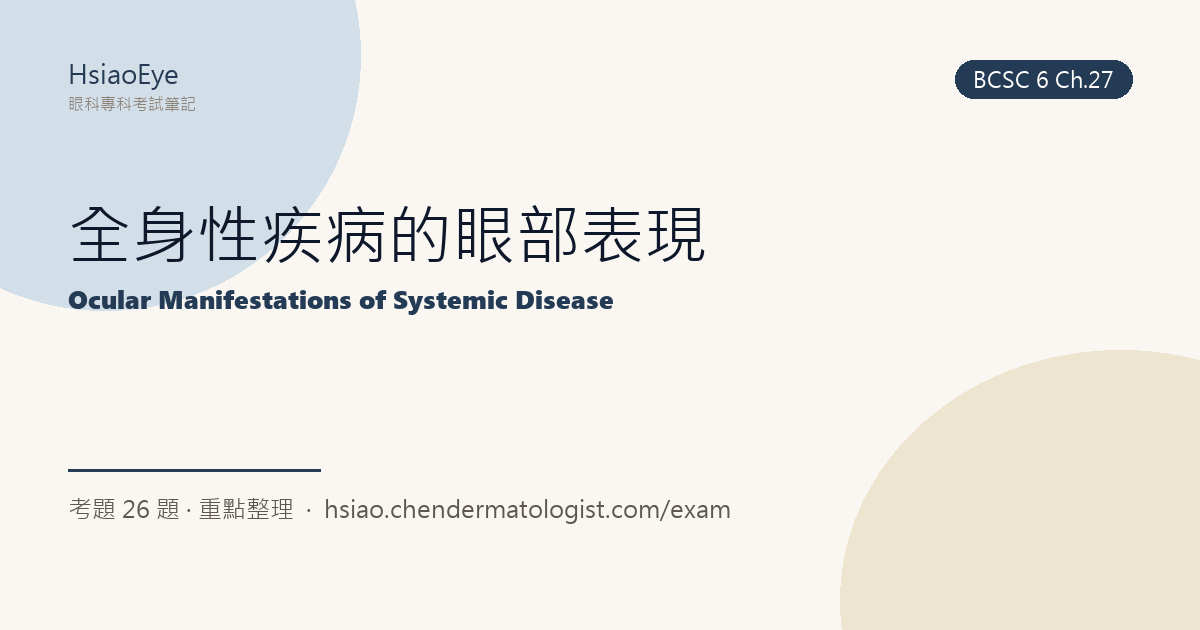 HsiaoEye
眼科專科考試筆記
BCSC 6 Ch.27
全身性疾病的眼部表現
Ocular Manifestations of Systemic Disease
考題 26 題 · 重點整理 · hsiao.chendermatologist.com/exam